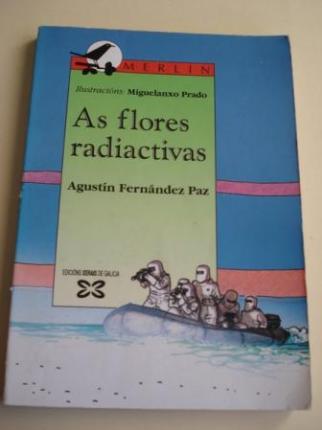 MERLÍN
Ilustracións: Miguelanxo Prado
As flores
radiactivas
Agustín Fernández Paz
EDICIÓNS XERAIS DE GALICIA